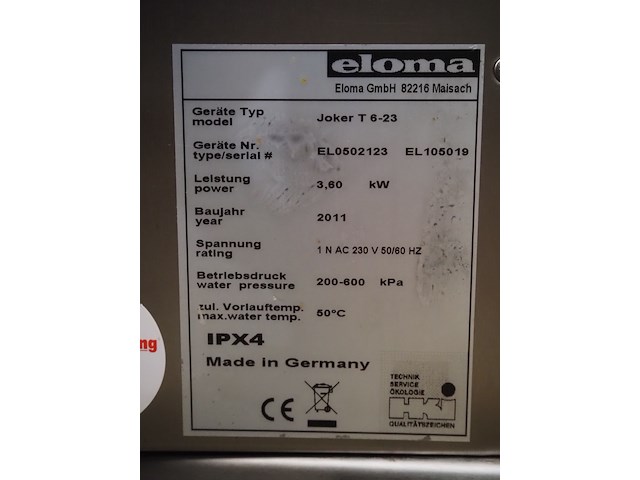 eloma
Eloma GmbH 82216 Maisach
Geräte Typ
model
Joker T 6-23
Geräte Nr.
type/serial #
EL0502123 EL105019
Leistung
power
3,60 kW
Baujahr
year
2011
Spannung
rating
1 N AC 230 V 50/60 HZ
Betriebsdruck
water pressure
200-600 kPa
zul. Vorlauftemp.
max.water temp.
50°C
IPX4
Made in Germany
CE
TECHNIK
SERVICE
ÖKOLOGIE
HKI
QUALITÄTSZEICHEN